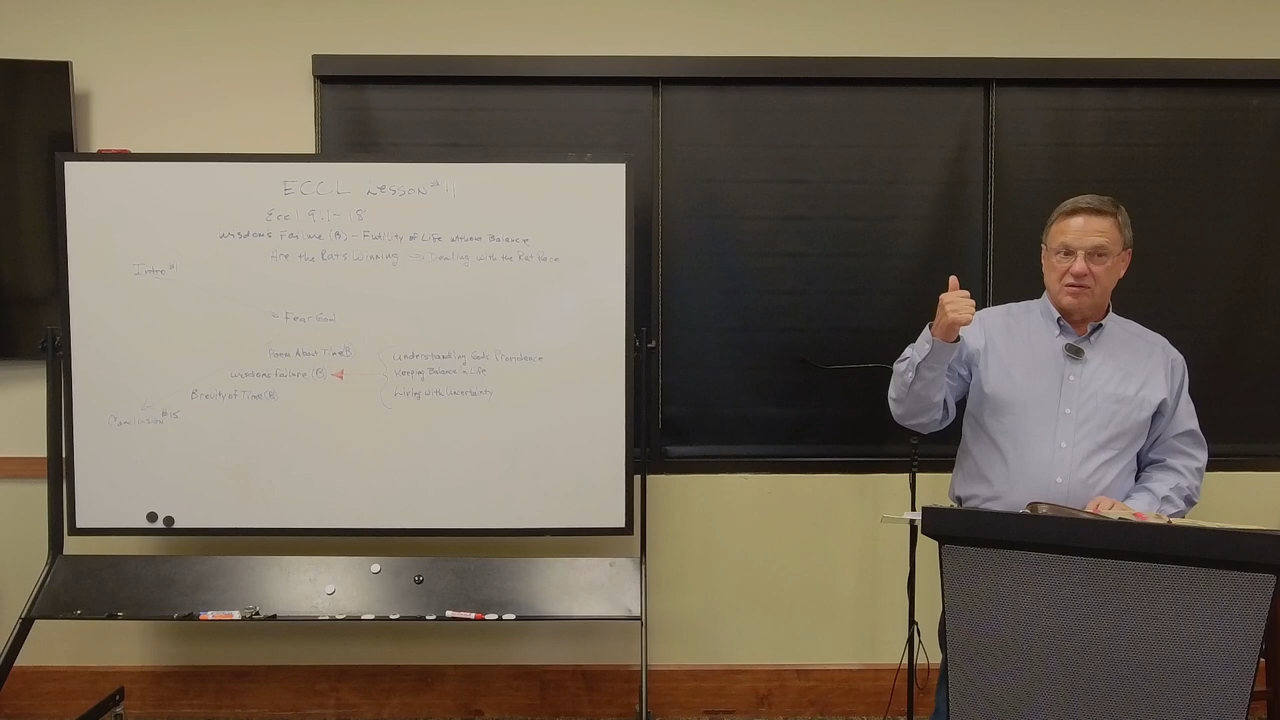 ECCL Lesson #11
Eccl 9:1-18
Wisdoms Failure (B) - Futility of Life without Balance
Are the Rats Winning → Dealing with the Rat Race
Intro #1
Fear God
Poem About Time (B)
Understanding Gods Providence
Wisdoms Failure (B)
Keeping Balance in Life
Brevity of Time (B)
Living with Uncertainty
Conclusion #15